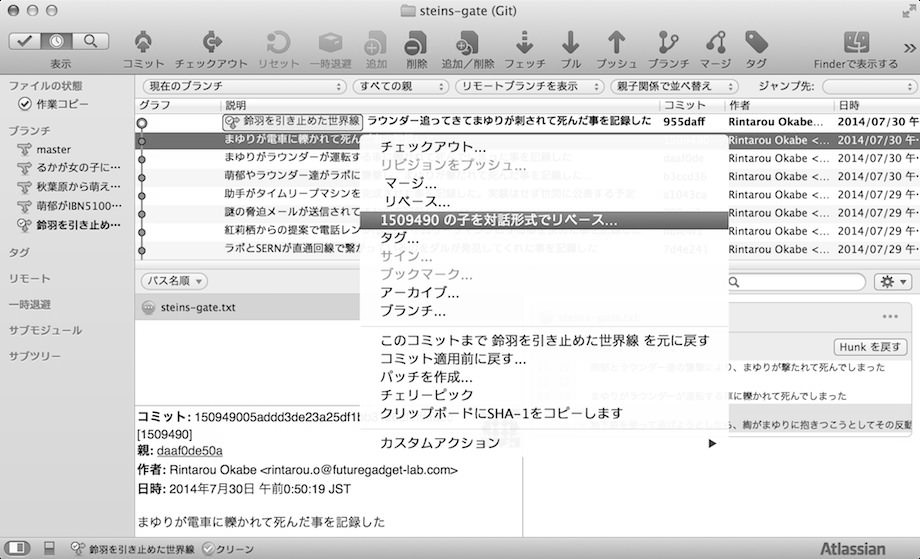 steins-gate (Git)
表示
コミット
チェックアウト
リセット
一時退避
追加
削除
追加/削除
フェッチ
プル
プッシュ
ブランチ
マージ
タグ
Finderで表示する
ファイルの状態
作業コピー
ブランチ
master
るかが女の子に…
秋葉原から萌え…
萌郁がIBN5100…
鈴羽を引き止め…
タグ
リモート
一時退避
サブモジュール
サブツリー
現在のブランチ
すべての親
リモートブランチを表示
親子関係で並べ替え
ジャンプ先:
グラフ
説明
コミット
作者
日時
鈴羽を引き止めた世界線 ラウンダー追ってきてまゆりが刺されて死んだ事を記録した 955daff Rintarou Okabe... 2014/07/30 午
まゆりが電車に轢かれて死ん Rintarou Okabe <... 2014/07/30 午
まゆりがラウンダーが運転する daaf0de Rintarou Okabe <... 2014/07/30 午
萌郁やラウンダー達がラボに b3ccd36 Rintarou Okabe <... 2014/07/30 午
助手がタイムリープマシンを Rintarou Okabe <... 2014/07/29 午
謎の脅迫メールが送信されて Rintarou Okabe <... 2014/07/29 午
紅莉栖からの提案で電話レン Rintarou Okabe <... 2014/07/29 午
ラボとSERNが直通回線で繋が 7d4e241 Rintarou Okabe <... 2014/07/29 午
チェックアウト...
リビジョンをプッシュ...
マージ...
リベース...
1509490 の子を対話形式でリベース...
タグ...
サイン...
ブックマーク...
アーカイブ...
ブランチ...
このコミットまで 鈴羽を引き止めた世界線 を元に戻す
コミット適用前に戻す...
パッチを作成...
チェリーピック
クリップボードにSHA-1をコピーします
カスタムアクション
パス名順
steins-gate.txt
Hunk を戻す
まゆりが撃たれて死んでしまった
車に轢かれて死んでしまった
ら、綯がまゆりに抱きつこうとしてその反動
コミット: 150949005addd3de23a25df1b
[1509490]
親: daaf0de50a
作者: Rintarou Okabe <rintarou.o@futuregadget-lab.com>
日時: 2014年7月30日 午前0:50:19 JST
まゆりが電車に轢かれて死んだ事を記録した
鈴羽を引き止めた世界線
クリーン
Atlassian